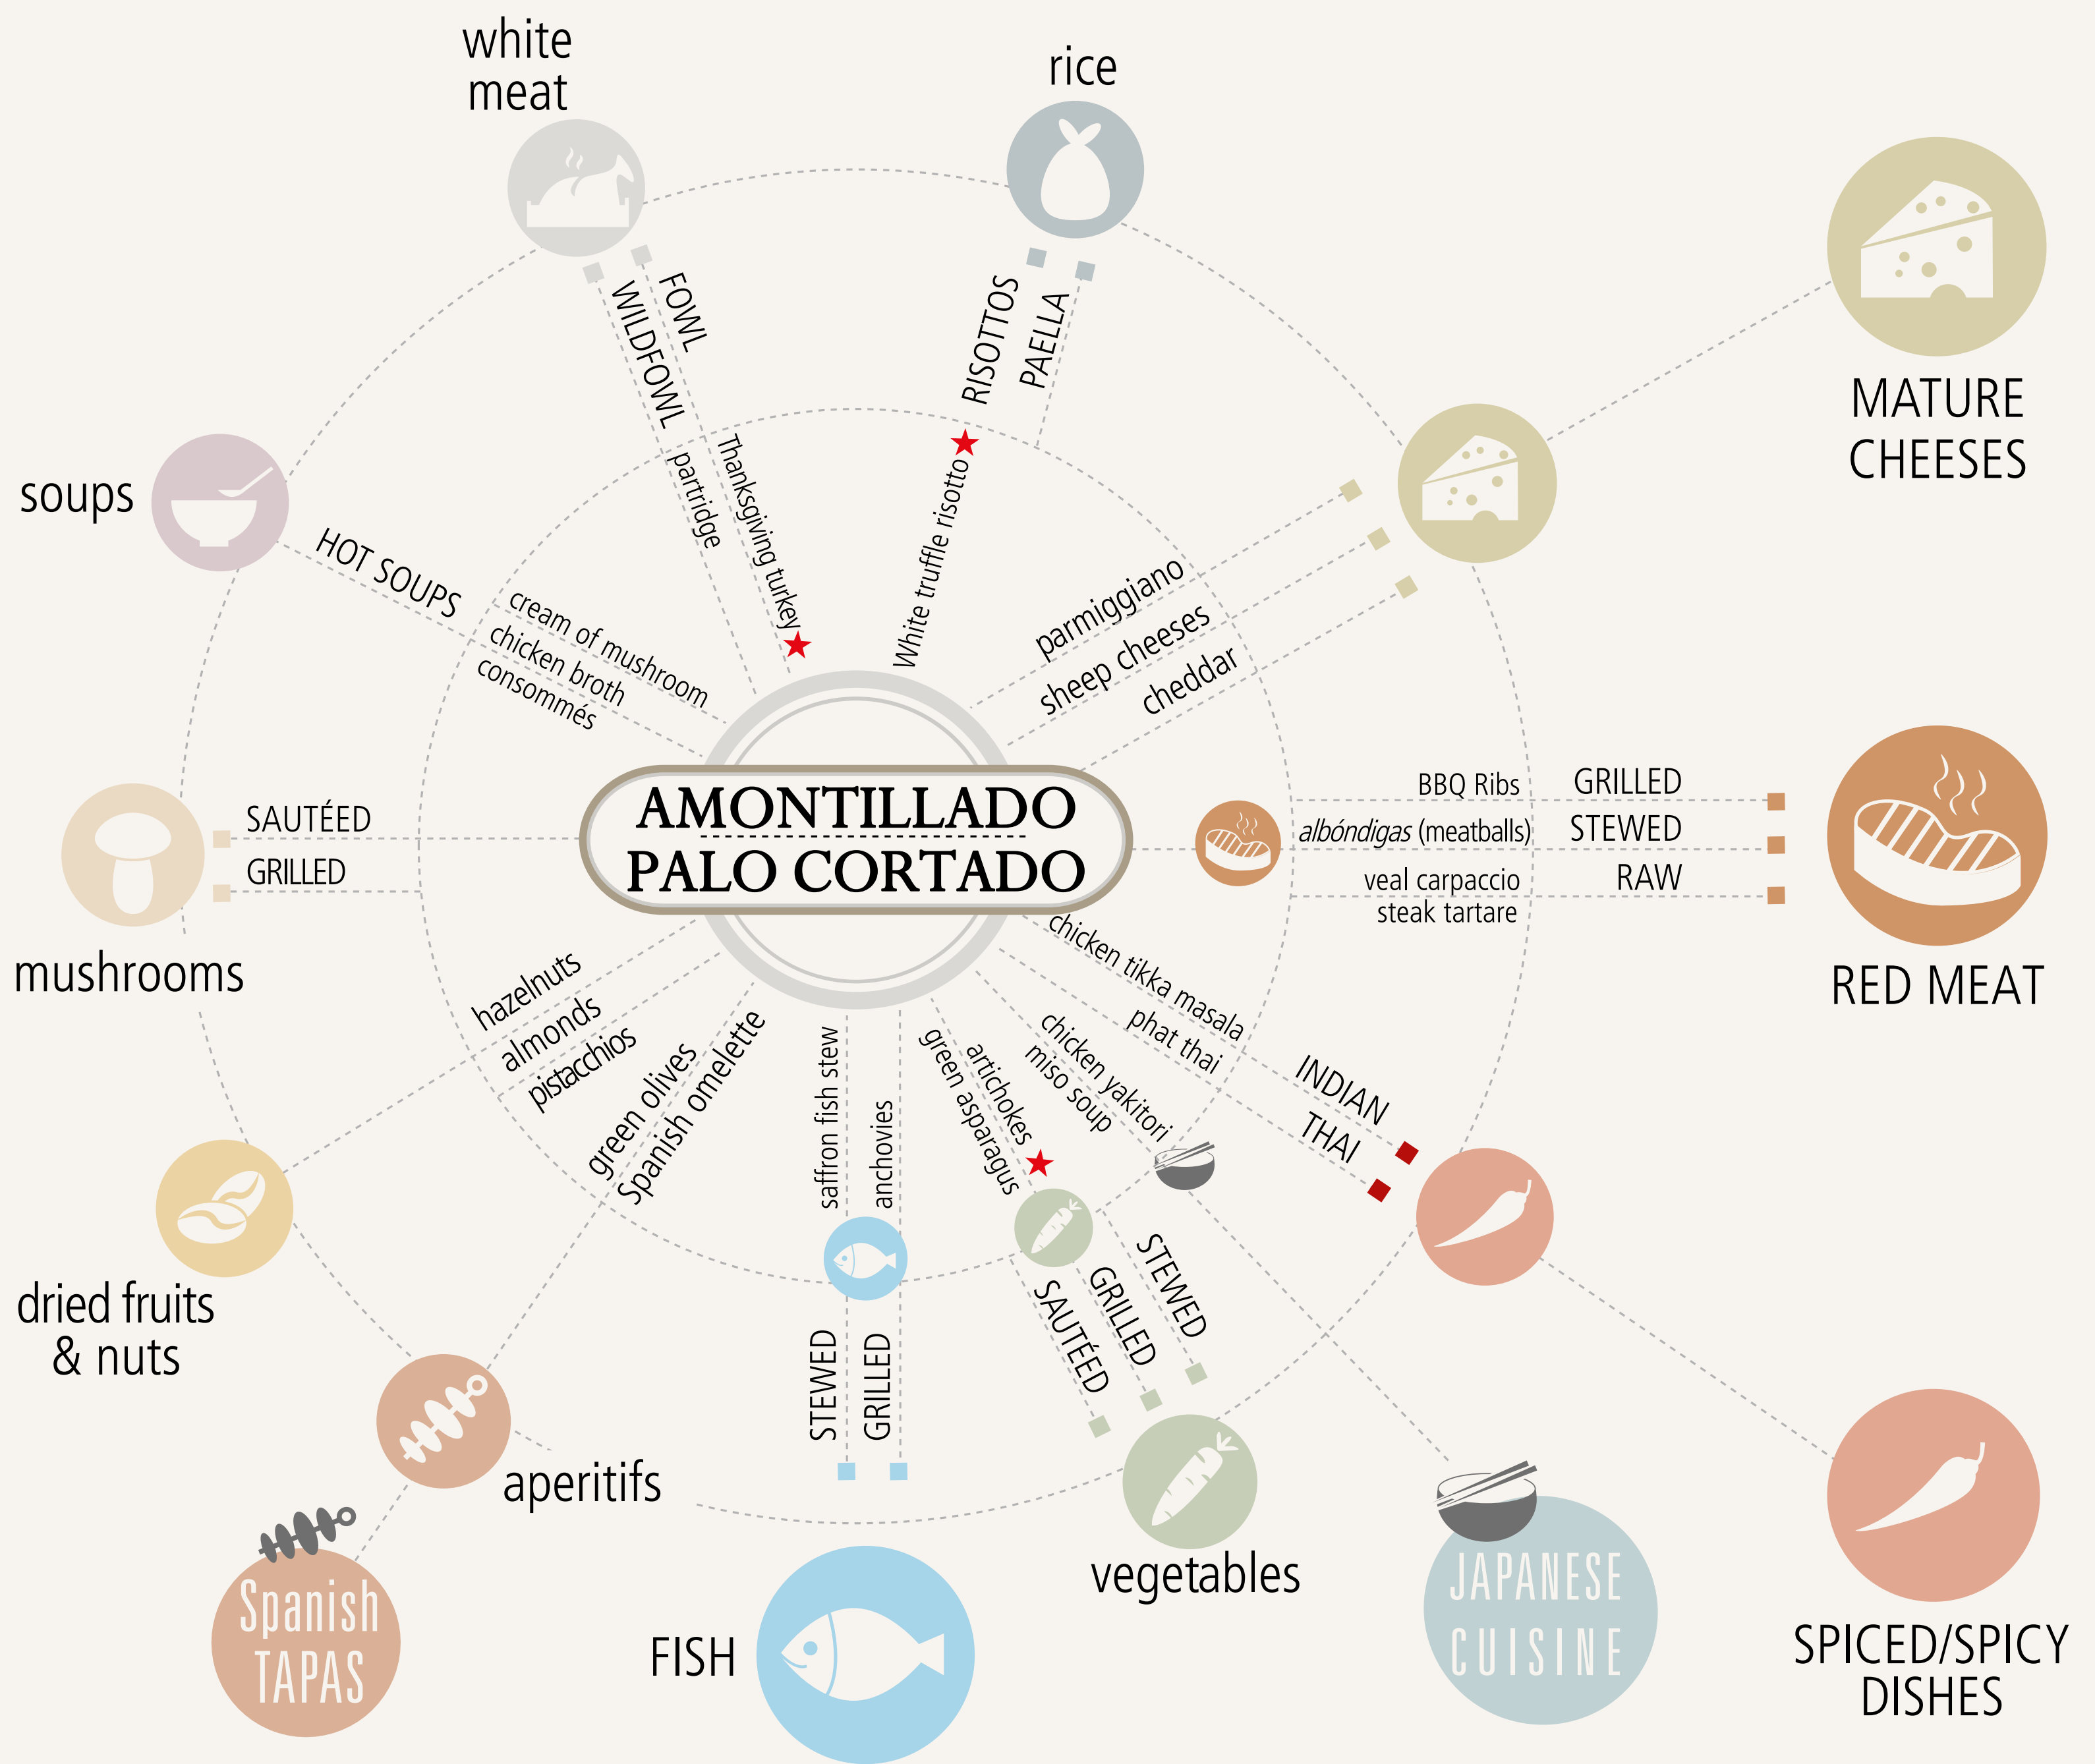 white
meat
rice
FOWL
WILDFOWL
partridge
Thanksgiving turkey
RISOTTOS
PAELLA
White truffle risotto
MATURE
CHEESES
parmiggiano
sheep cheeses
cheddar
soups
HOT SOUPS
cream of mushroom
chicken broth
consommés
AMONTILLADO
PALO CORTADO
BBQ Ribs GRILLED
albóndigas (meatballs) STEWED
veal carpaccio RAW
steak tartare
RED MEAT
SAUTÉED
GRILLED
mushrooms
hazelnuts
almonds
pistacchios
dried fruits
& nuts
green olives
Spanish omelette
aperitifs
Spanish
TAPAS
saffron fish stew
anchovies
STEWED
GRILLED
FISH
artichokes
green asparagus
SAUTÉED
GRILLED
STEWED
vegetables
chicken yakitori
miso soup
JAPANESE
CUISINE
chicken tikka masala
phat thai
INDIAN
THAI
SPICED/SPICY
DISHES